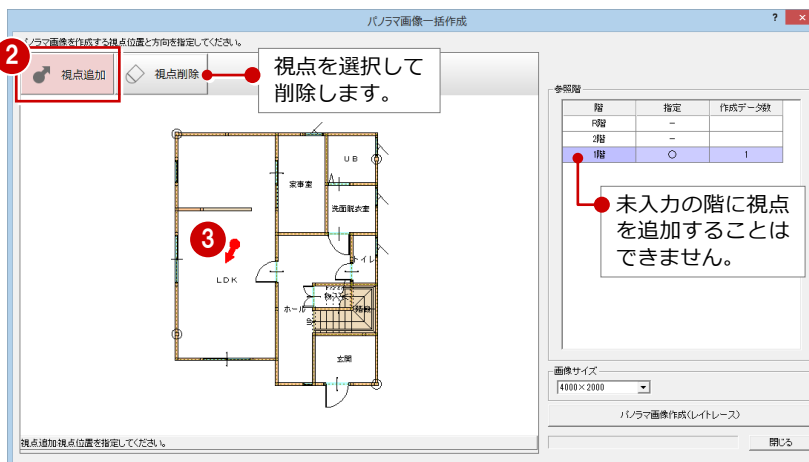 パノラマ画像一括作成
? ×
パノラマ画像を作成する視点位置と方向を指定してください。
2
視点追加 視点削除
視点を選択して
削除します。
参照階
階 指定 作成データ数
R階 −
2階 −
1階 ○ 1
未入力の階に視点
を追加することは
できません。
UB
家事室
洗面脱衣室
3
LDK
トイレ
物入
ホール
階段
UP
玄関
画像サイズ
4000×2000
パノラマ画像作成(レイトレース)
視点追加 視点位置を指定してください。
閉じる